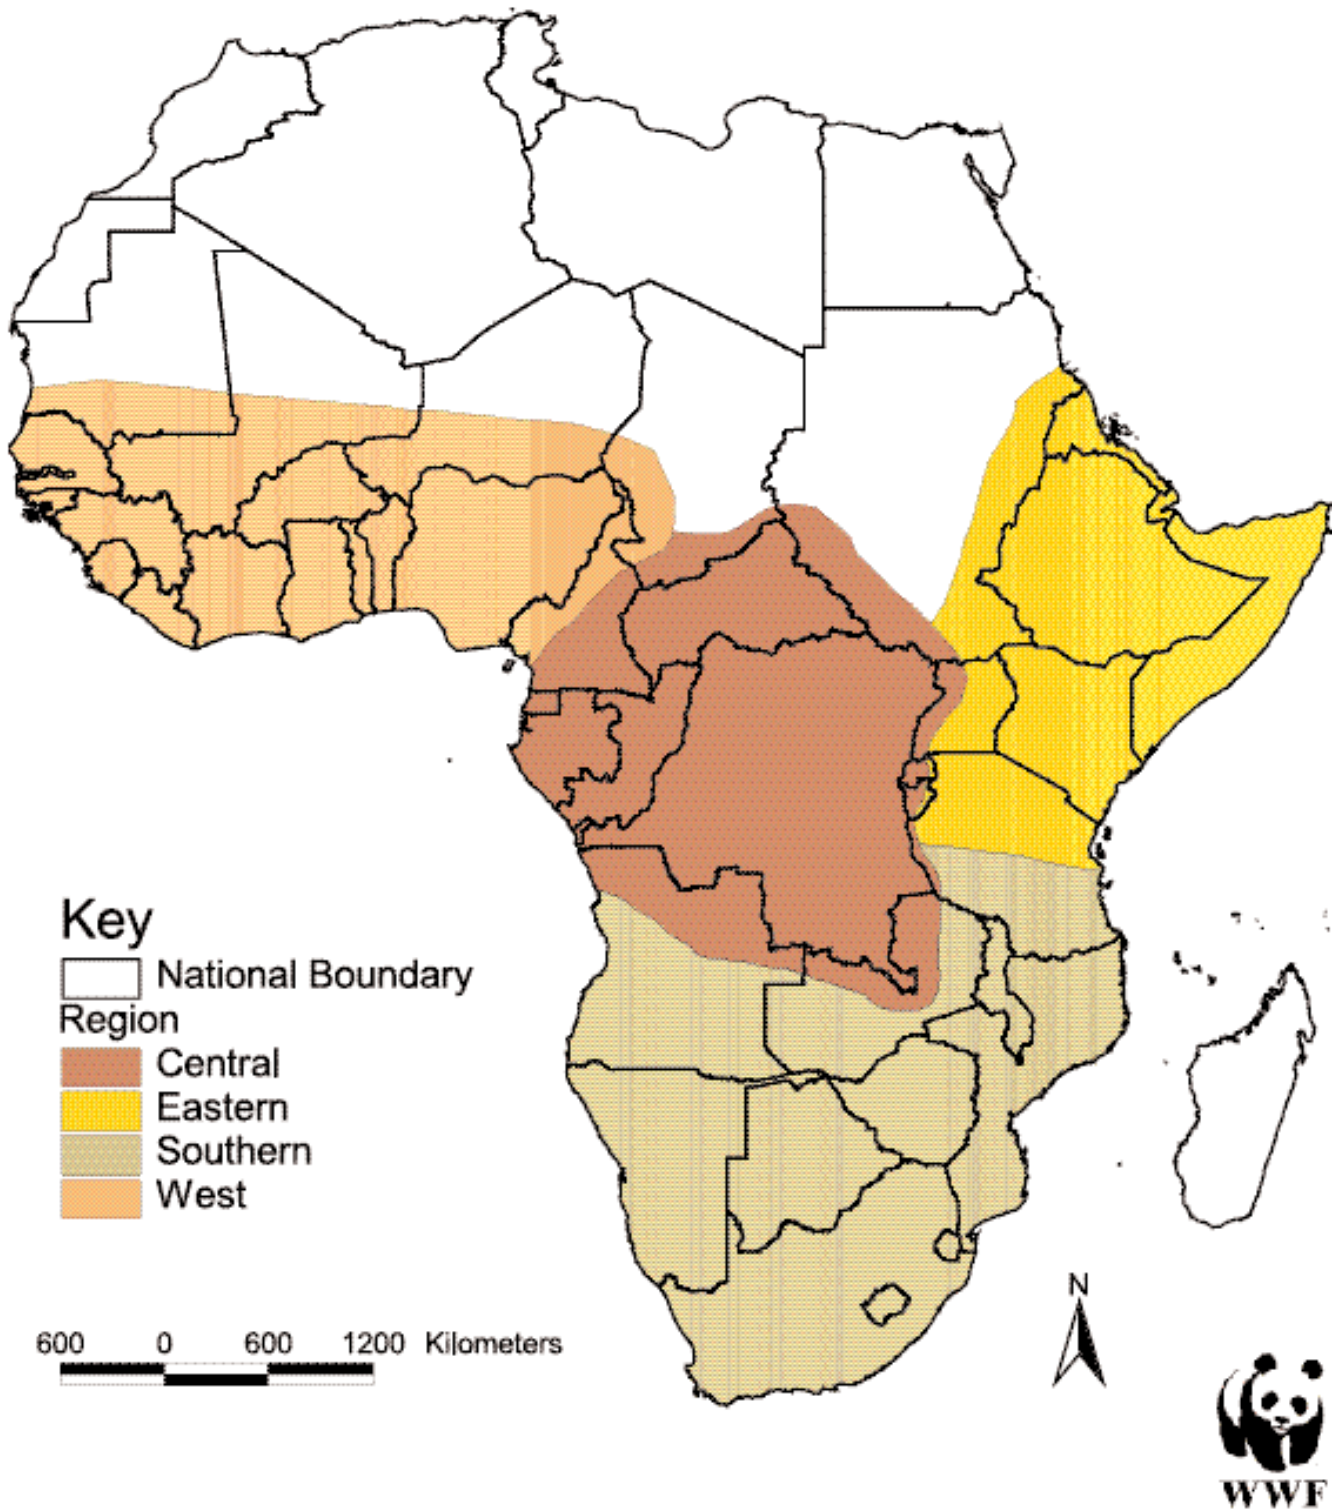 Key
National Boundary
Region
Central
Eastern
Southern
West
600 0 600 1200 Kilometers
N
WWF